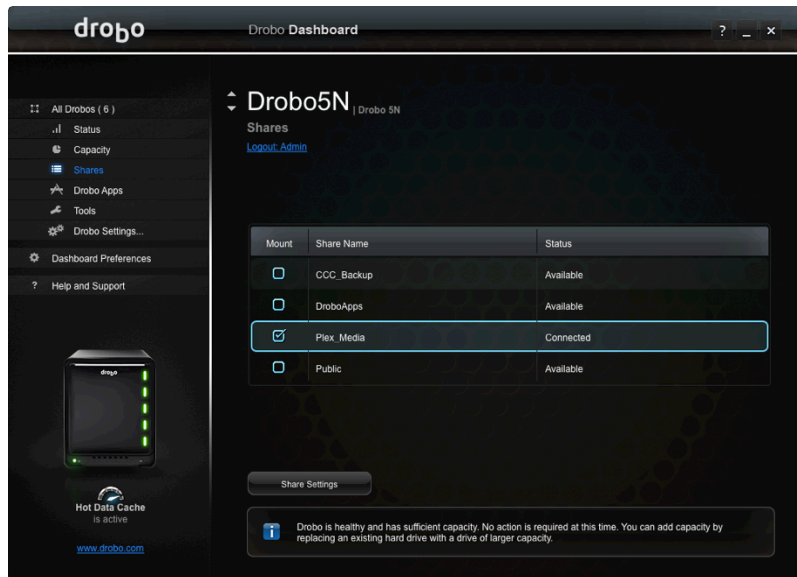 drobo
Drobo Dashboard
? _ ×
All Drobos ( 6 )
Status
Capacity
Shares
Drobo Apps
Tools
Drobo Settings...
Dashboard Preferences
? Help and Support
drobo
Hot Data Cache
is active
www.drobo.com
Drobo5N | Drobo 5N
Shares
Logout: Admin
Mount Share Name Status
CCC_Backup Available
DroboApps Available
Plex_Media Connected
Public Available
Share Settings
Drobo is healthy and has sufficient capacity. No action is required at this time. You can add capacity by
replacing an existing hard drive with a drive of larger capacity.